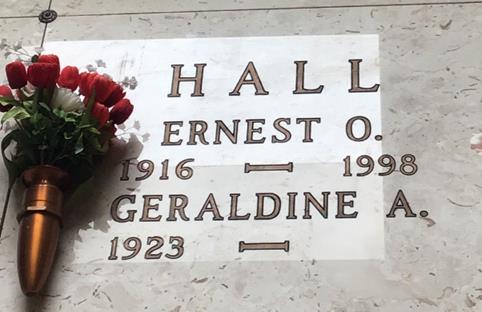 HALL
ERNEST O.
1916 — 1998
GERALDINE A.
1923 —